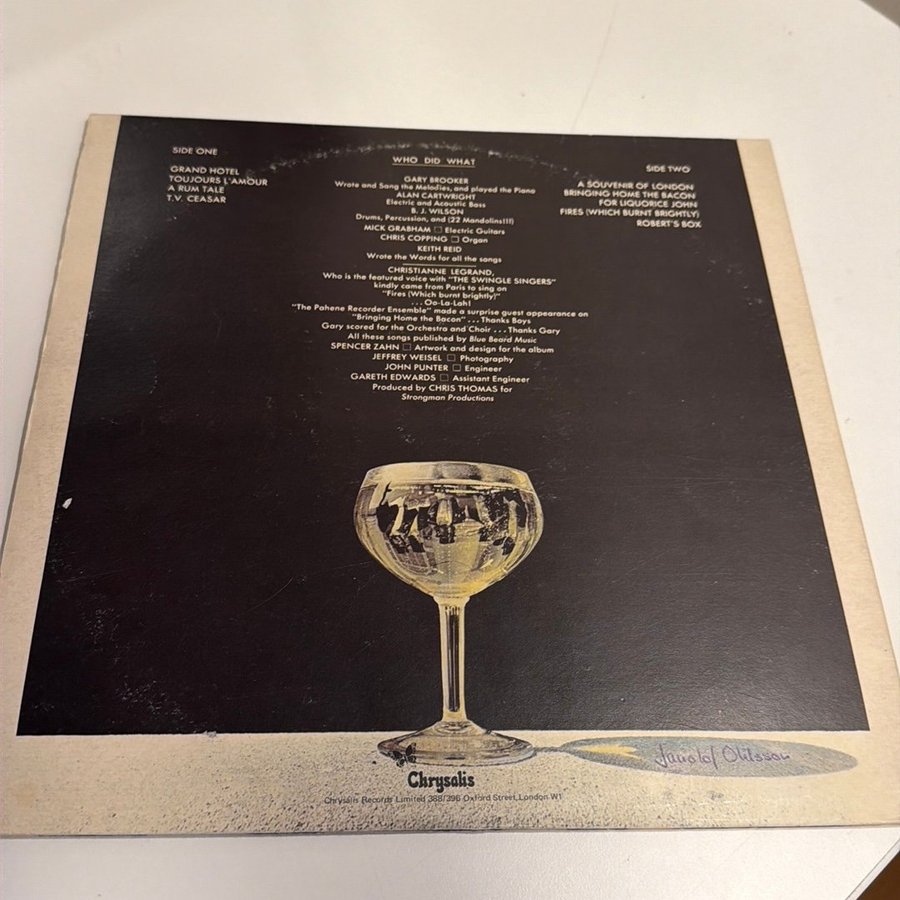 SIDE ONE
GRAND HOTEL
TOUJOURS L'AMOUR
A RUM TALE
T.V. CEASAR
WHO DID WHAT
GARY BROOKER
Wrote and Sang the Melodies, and played the Piano
ALAN CARTWRIGHT
Electric and Acoustic Bass
B. J. WILSON
Drums, Percussion, and (22 Mandolins!!!)
MICK GRABHAM □ Electric Guitars
CHRIS COPPING □ Organ
KEITH REID
Wrote the Words for all the songs
CHRISTIANNE LEGRAND,
Who is the featured voice with "THE SWINGLE SINGERS"
kindly came from Paris to sing on
"Fires (Which burnt brightly)"
... Oo-La-Lah!
"The Pahene Recorder Ensemble" made a surprise guest appearance on
"Bringing Home the Bacon" ... Thanks Boys
Gary scored for the Orchestra and Choir ... Thanks Gary
All these songs published by Blue Beard Music
SPENCER ZAHN □ Artwork and design for the album
JEFFREY WEISEL □ Photography
JOHN PUNTER □ Engineer
GARETH EDWARDS □ Assistant Engineer
Produced by CHRIS THOMAS for
Strongman Productions
SIDE TWO
A SOUVENIR OF LONDON
BRINGING HOME THE BACON
FOR LIQUORICE JOHN
FIRES (WHICH BURNT BRIGHTLY)
ROBERT'S BOX
Chrysalis
Chrysalis Records Limited 388/396 Oxford Street, London W1